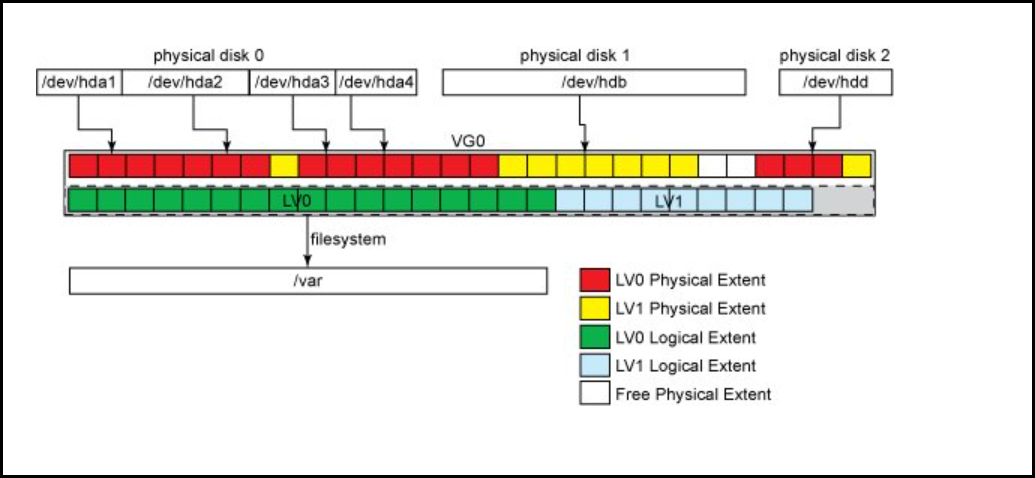 physical disk 0
physical disk 1
physical disk 2
/dev/hda1
/dev/hda2
/dev/hda3
/dev/hda4
/dev/hdb
/dev/hdd
VG0
LV0
LV1
filesystem
/var
LV0 Physical Extent
LV1 Physical Extent
LV0 Logical Extent
LV1 Logical Extent
Free Physical Extent